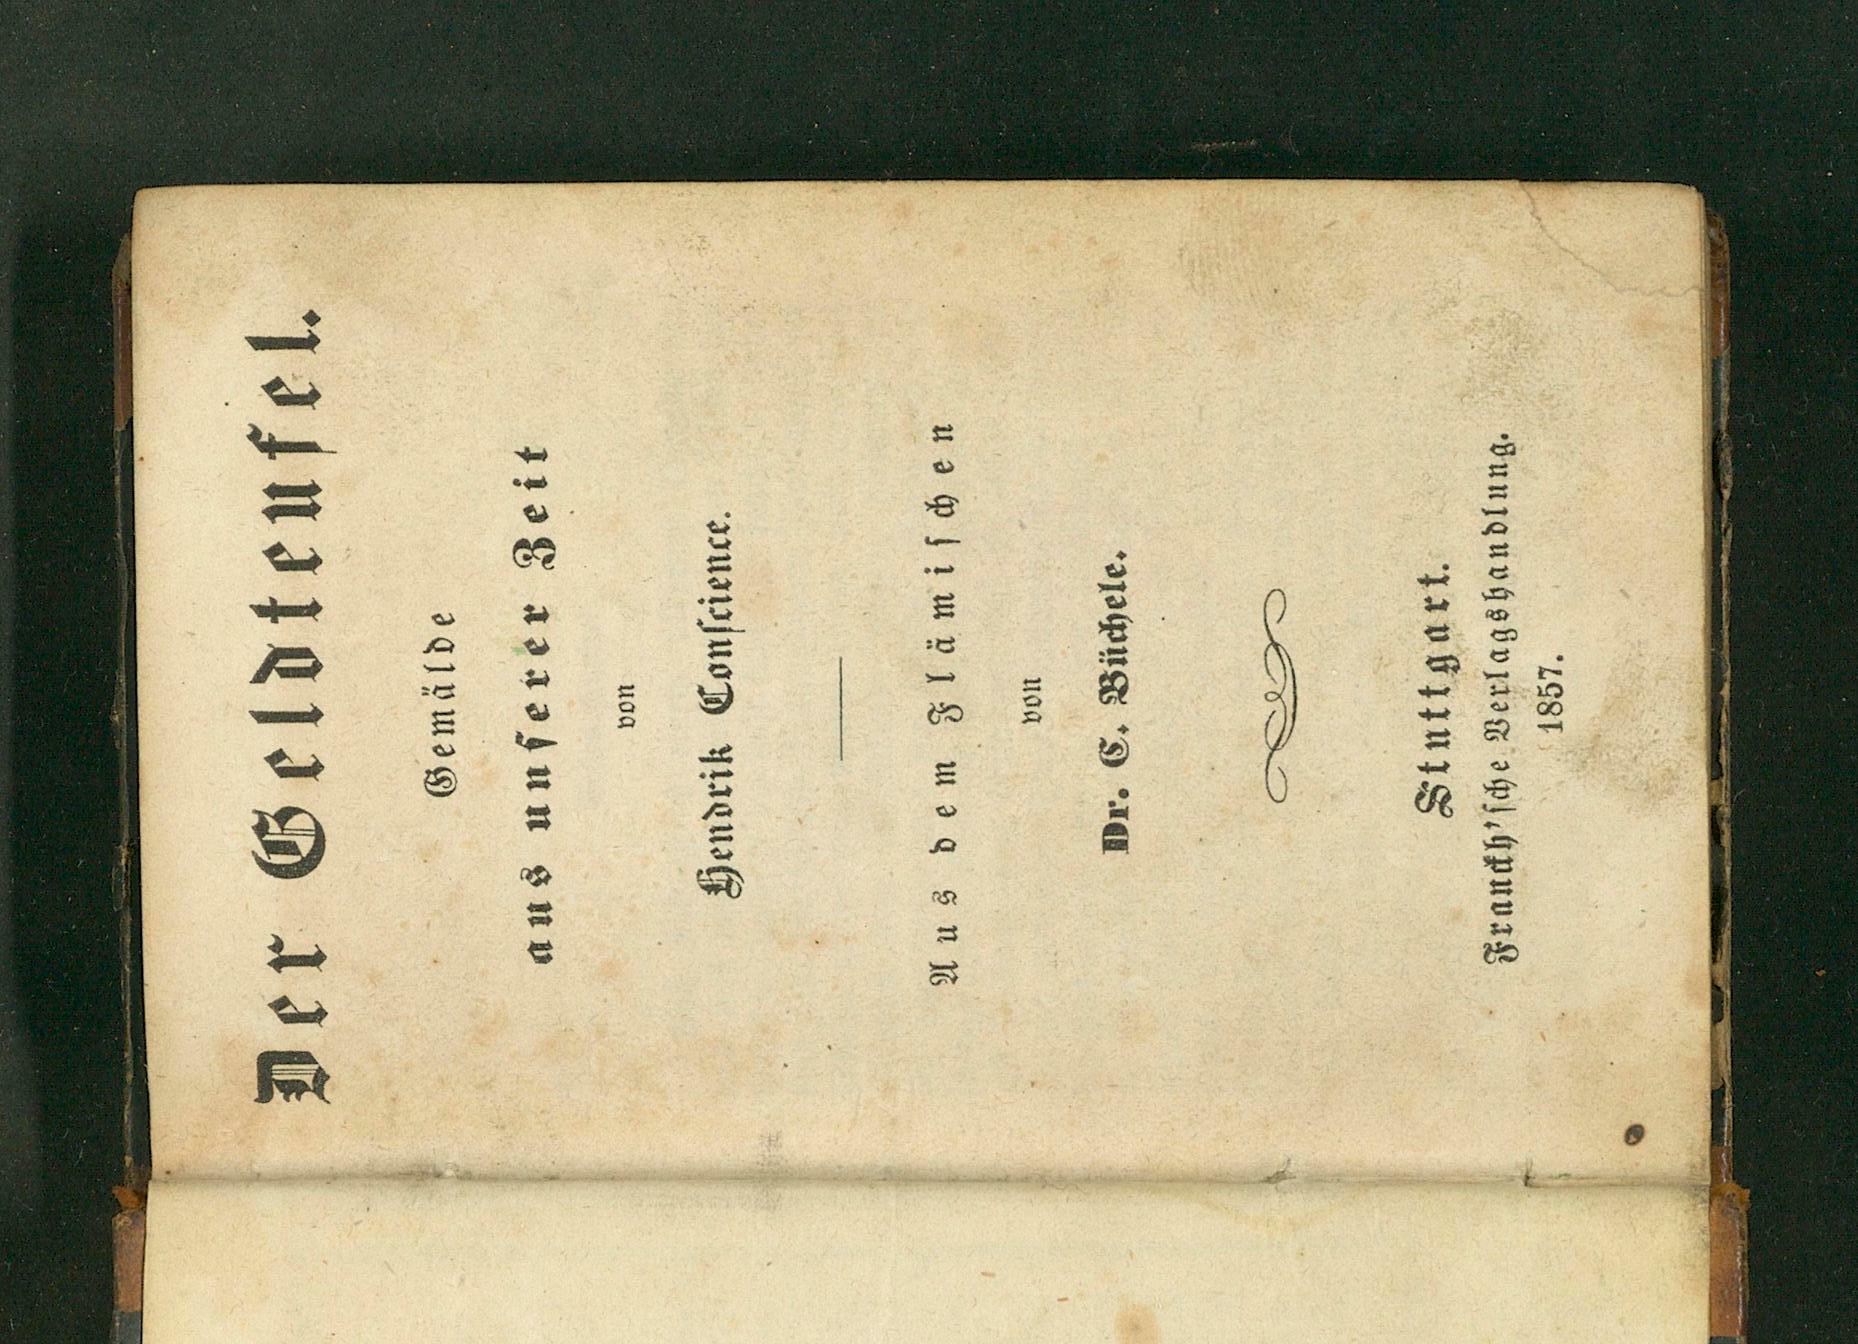 Der Geldteufel.
Gemälde
aus unſerer Zeit
von
Hendrik Conſcience.
Aus dem Flämiſchen
von
Dr. C. Büchele.
Stuttgart.
Franckh'ſche Verlagshandlung.
1857.